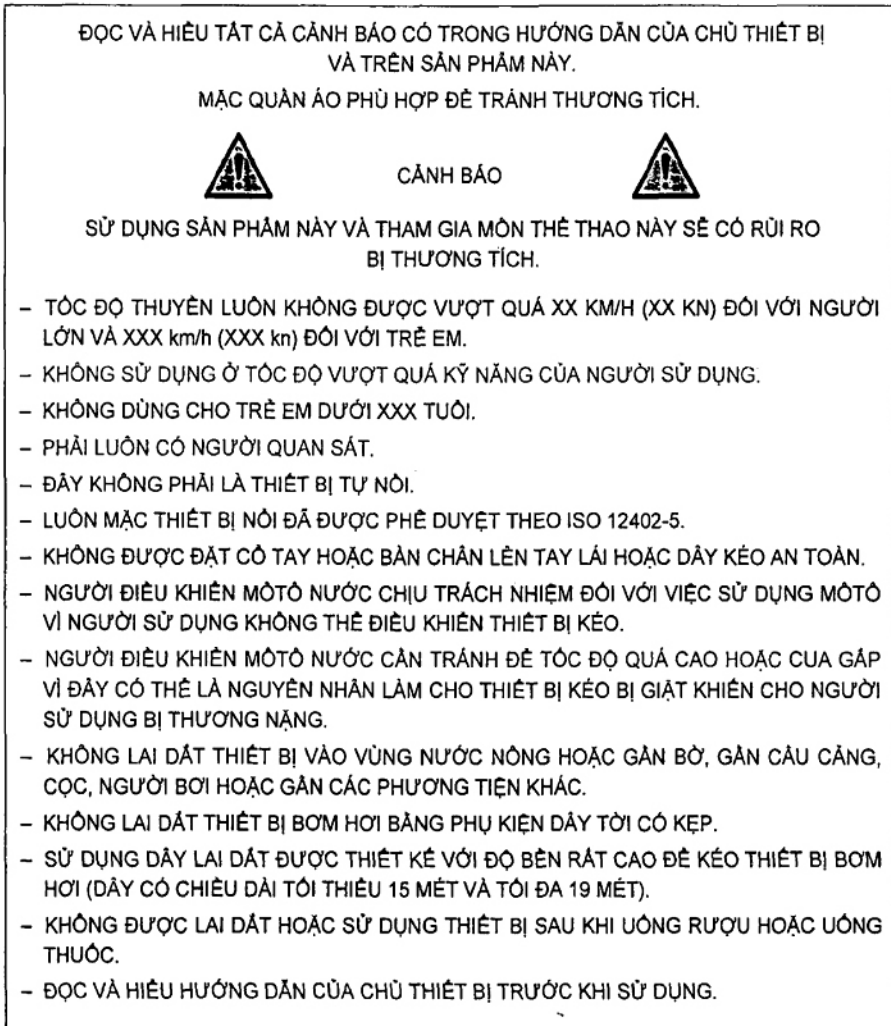 ĐỌC VÀ HIỂU TẤT CẢ CẢNH BÁO CÓ TRONG HƯỚNG DẪN CỦA CHỦ THIẾT BỊ
VÀ TRÊN SẢN PHẨM NÀY.
MẶC QUẦN ÁO PHÙ HỢP ĐỂ TRÁNH THƯƠNG TÍCH.
CẢNH BÁO
SỬ DỤNG SẢN PHẨM NÀY VÀ THAM GIA MÔN THỂ THAO NÀY SẼ CÓ RỦI RO
BỊ THƯƠNG TÍCH.
– TỐC ĐỘ THUYỀN LUÔN KHÔNG ĐƯỢC VƯỢT QUÁ XX KM/H (XX KN) ĐỐI VỚI NGƯỜI
LỚN VÀ XXX km/h (XXX kn) ĐỐI VỚI TRẺ EM.
– KHÔNG SỬ DỤNG Ở TỐC ĐỘ VƯỢT QUÁ KỸ NĂNG CỦA NGƯỜI SỬ DỤNG.
– KHÔNG DÙNG CHO TRẺ EM DƯỚI XXX TUỔI.
– PHẢI LUÔN CÓ NGƯỜI QUAN SÁT.
– ĐÂY KHÔNG PHẢI LÀ THIẾT BỊ TỰ NỔI.
– LUÔN MẶC THIẾT BỊ NỔI ĐÃ ĐƯỢC PHÊ DUYỆT THEO ISO 12402-5.
– KHÔNG ĐƯỢC ĐẶT CỔ TAY HOẶC BÀN CHÂN LÊN TAY LÁI HOẶC DÂY KÉO AN TOÀN.
– NGƯỜI ĐIỀU KHIỂN MÔTÔ NƯỚC CHỊU TRÁCH NHIỆM ĐỐI VỚI VIỆC SỬ DỤNG MÔTÔ
VÌ NGƯỜI SỬ DỤNG KHÔNG THỂ ĐIỀU KHIỂN THIẾT BỊ KÉO.
– NGƯỜI ĐIỀU KHIỂN MÔTÔ NƯỚC CẦN TRÁNH ĐỂ TỐC ĐỘ QUÁ CAO HOẶC CUA GẤP
VÌ ĐÂY CÓ THỂ LÀ NGUYÊN NHÂN LÀM CHO THIẾT BỊ KÉO BỊ GIẬT KHIẾN CHO NGƯỜI
SỬ DỤNG BỊ THƯƠNG NẶNG.
– KHÔNG LAI DẮT THIẾT BỊ VÀO VÙNG NƯỚC NÔNG HOẶC GẦN BỜ, GẦN CẦU CẢNG,
CỌC, NGƯỜI BƠI HOẶC GẦN CÁC PHƯƠNG TIỆN KHÁC.
– KHÔNG LAI DẮT THIẾT BỊ BƠM HƠI BẰNG PHỤ KIỆN DÂY TỜI CÓ KẸP.
– SỬ DỤNG DÂY LAI DẮT ĐƯỢC THIẾT KẾ VỚI ĐỘ BỀN RẤT CAO ĐỂ KÉO THIẾT BỊ BƠM
HƠI (DÂY CÓ CHIỀU DÀI TỐI THIỂU 15 MÉT VÀ TỐI ĐA 19 MÉT).
– KHÔNG ĐƯỢC LAI DẮT HOẶC SỬ DỤNG THIẾT BỊ SAU KHI UỐNG RƯỢU HOẶC UỐNG
THUỐC.
– ĐỌC VÀ HIỂU HƯỚNG DẪN CỦA CHỦ THIẾT BỊ TRƯỚC KHI SỬ DỤNG.